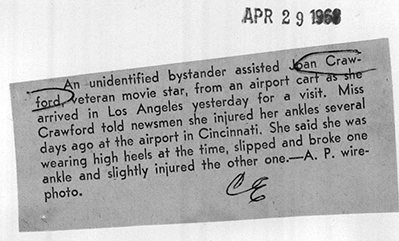 APR 29 1968
An unidentified bystander assisted Joan Craw-
ford, veteran movie star, from an airport cart as she
arrived in Los Angeles yesterday for a visit. Miss
Crawford told newsmen she injured her ankles several
days ago at the airport in Cincinnati. She said she was
wearing high heels at the time, slipped and broke one
ankle and slightly injured the other one.—A. P. wire-
photo.
CE